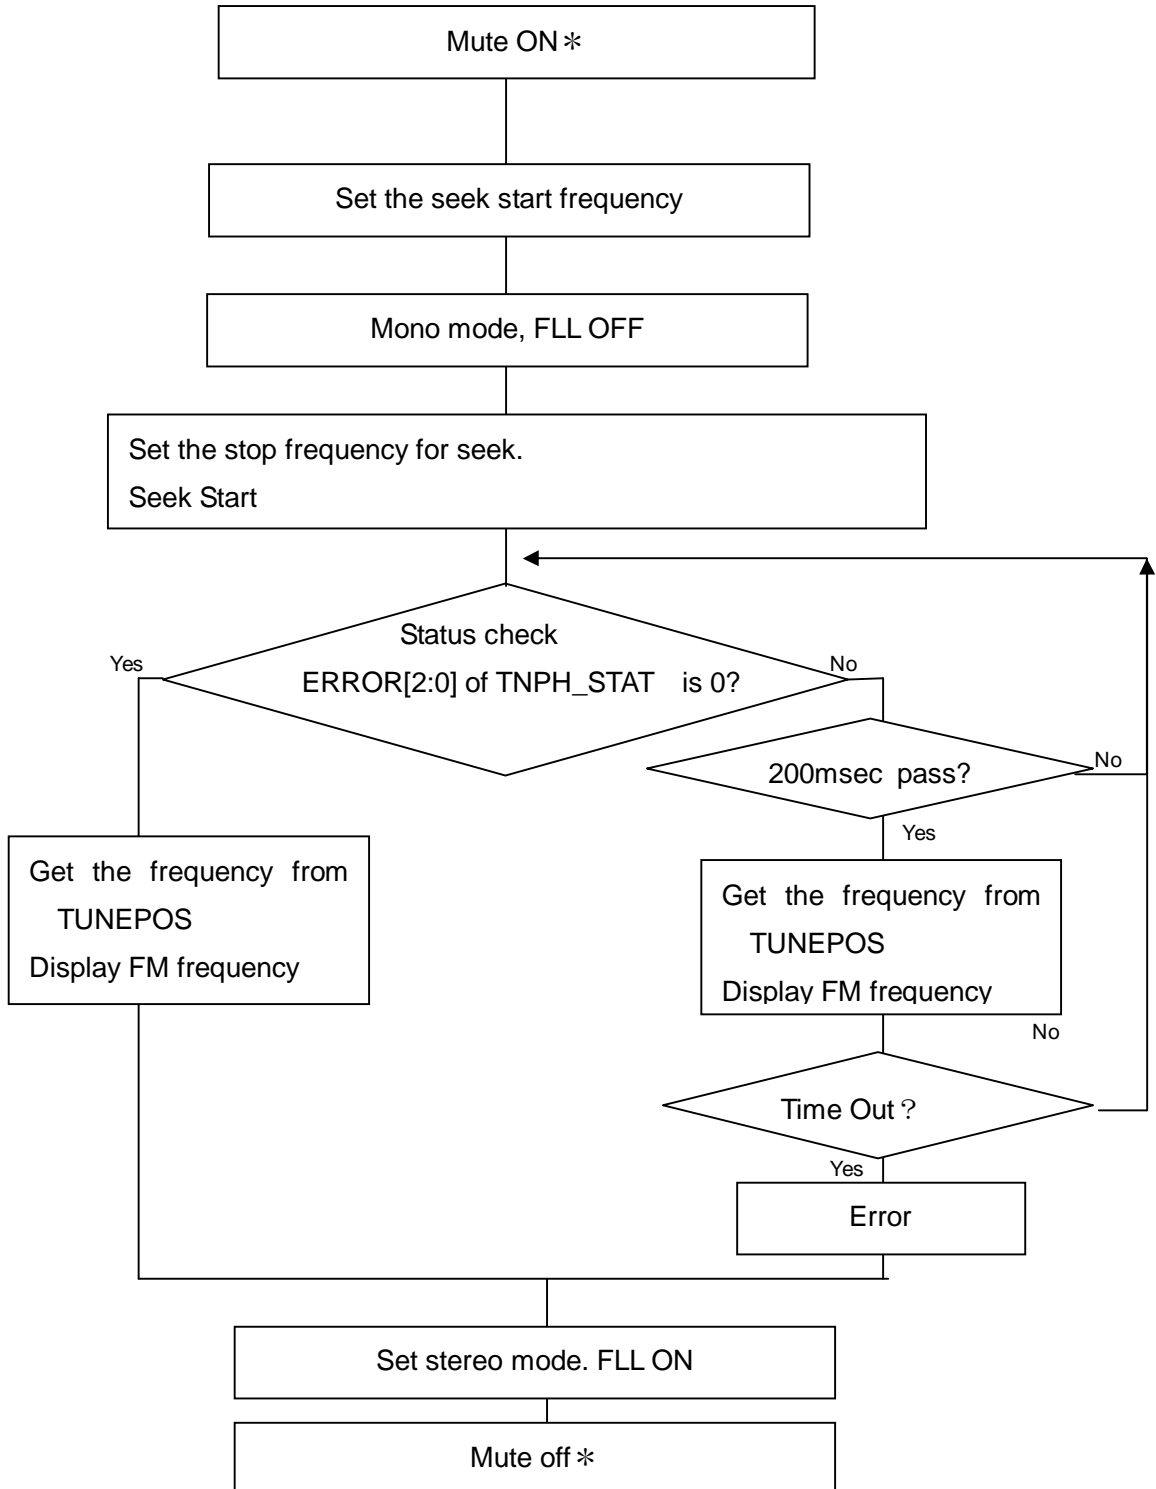 Mute ON＊
Set the seek start frequency
Mono mode, FLL OFF
Set the stop frequency for seek.
Seek Start
Status check
ERROR[2:0] of TNPH_STAT is 0?
Yes
No
200msec pass?
No
Yes
Get the frequency from
TUNEPOS
Display FM frequency
Get the frequency from
TUNEPOS
Display FM frequency
No
Time Out？
Yes
Error
Set stereo mode. FLL ON
Mute off＊